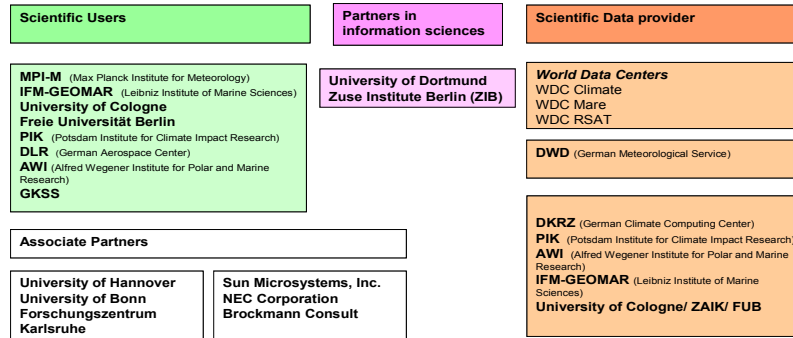 Scientific Users
MPI-M (Max Planck Institute for Meteorology)
IFM-GEOMAR (Leibniz Institute of Marine Sciences)
University of Cologne
Freie Universität Berlin
PIK (Potsdam Institute for Climate Impact Research)
DLR (German Aerospace Center)
AWI (Alfred Wegener Institute for Polar and Marine
Research)
GKSS
Partners in
information sciences
University of Dortmund
Zuse Institute Berlin (ZIB)
Scientific Data provider
World Data Centers
WDC Climate
WDC Mare
WDC RSAT
DWD (German Meteorological Service)
DKRZ (German Climate Computing Center)
PIK (Potsdam Institute for Climate Impact Research)
AWI (Alfred Wegener Institute for Polar and Marine
Research)
IFM-GEOMAR (Leibniz Institute of Marine
Sciences)
University of Cologne/ ZAIK/ FUB
Associate Partners
University of Hannover
University of Bonn
Forschungszentrum
Karlsruhe
Sun Microsystems, Inc.
NEC Corporation
Brockmann Consult